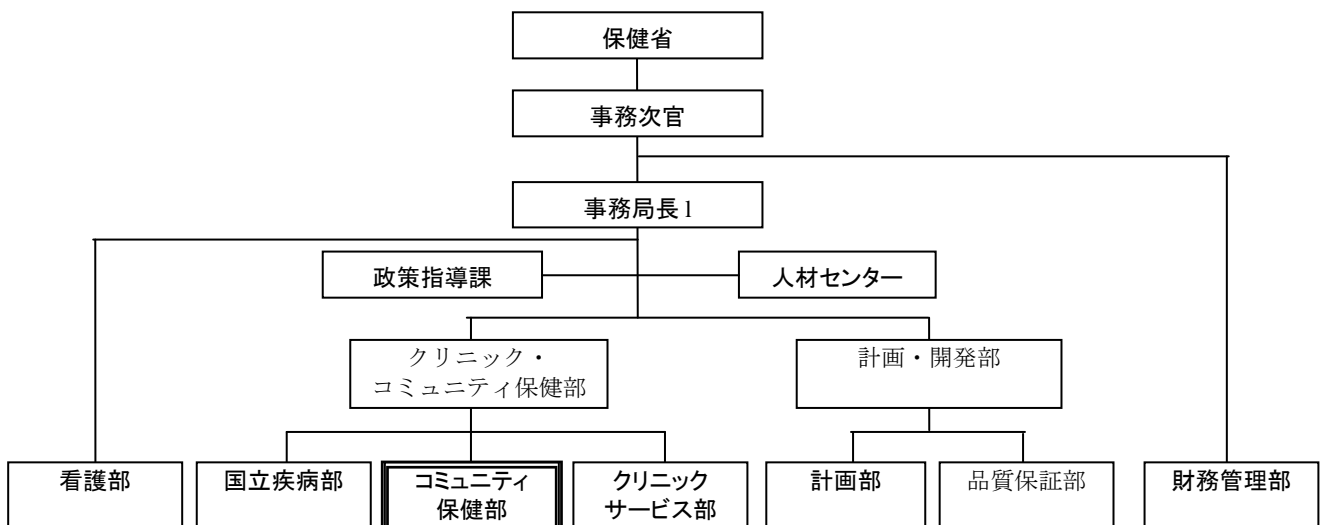 保健省
事務次官
事務局長 l
政策指導課
人材センター
クリニック・
コミュニティ保健部
計画・開発部
看護部
国立疾病部
コミュニティ
保健部
クリニック
サービス部
計画部
品質保証部
財務管理部